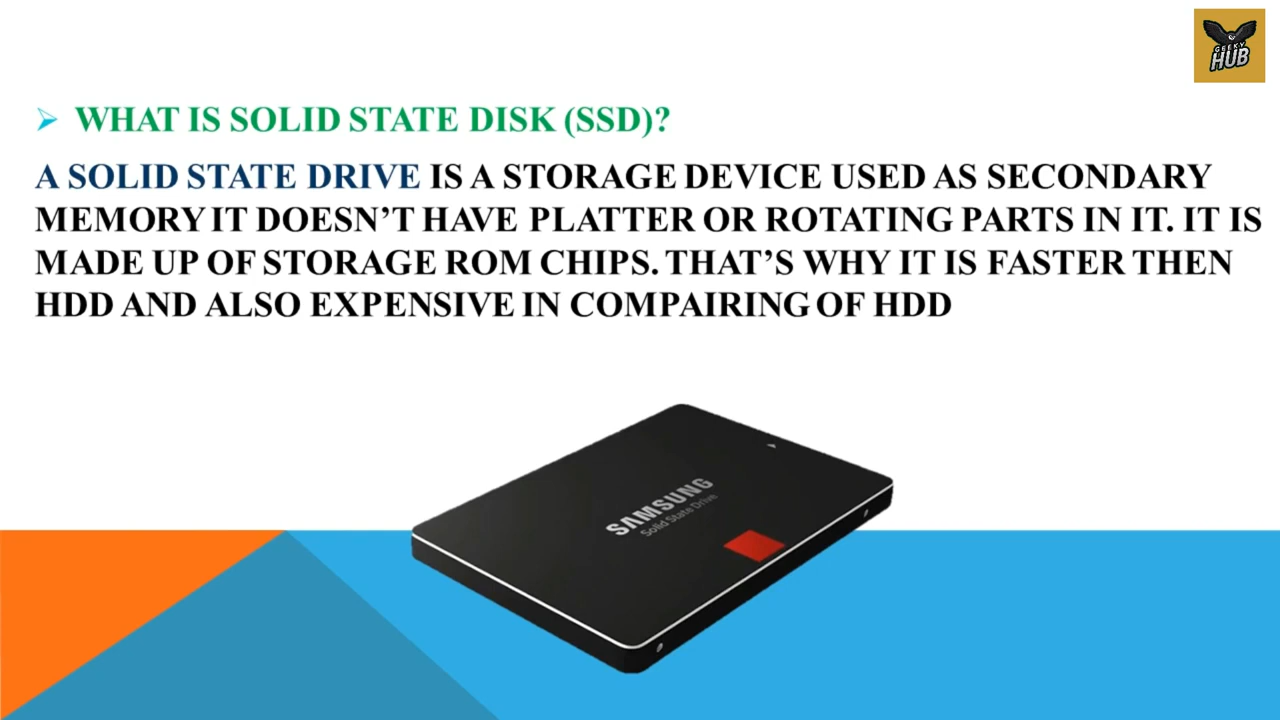 GEEKY
HUB
WHAT IS SOLID STATE DISK (SSD)?
A SOLID STATE DRIVE IS A STORAGE DEVICE USED AS SECONDARY
MEMORY IT DOESN’T HAVE PLATTER OR ROTATING PARTS IN IT. IT IS
MADE UP OF STORAGE ROM CHIPS. THAT’S WHY IT IS FASTER THEN
HDD AND ALSO EXPENSIVE IN COMPAIRING OF HDD
SAMSUNG
Solid State Drive